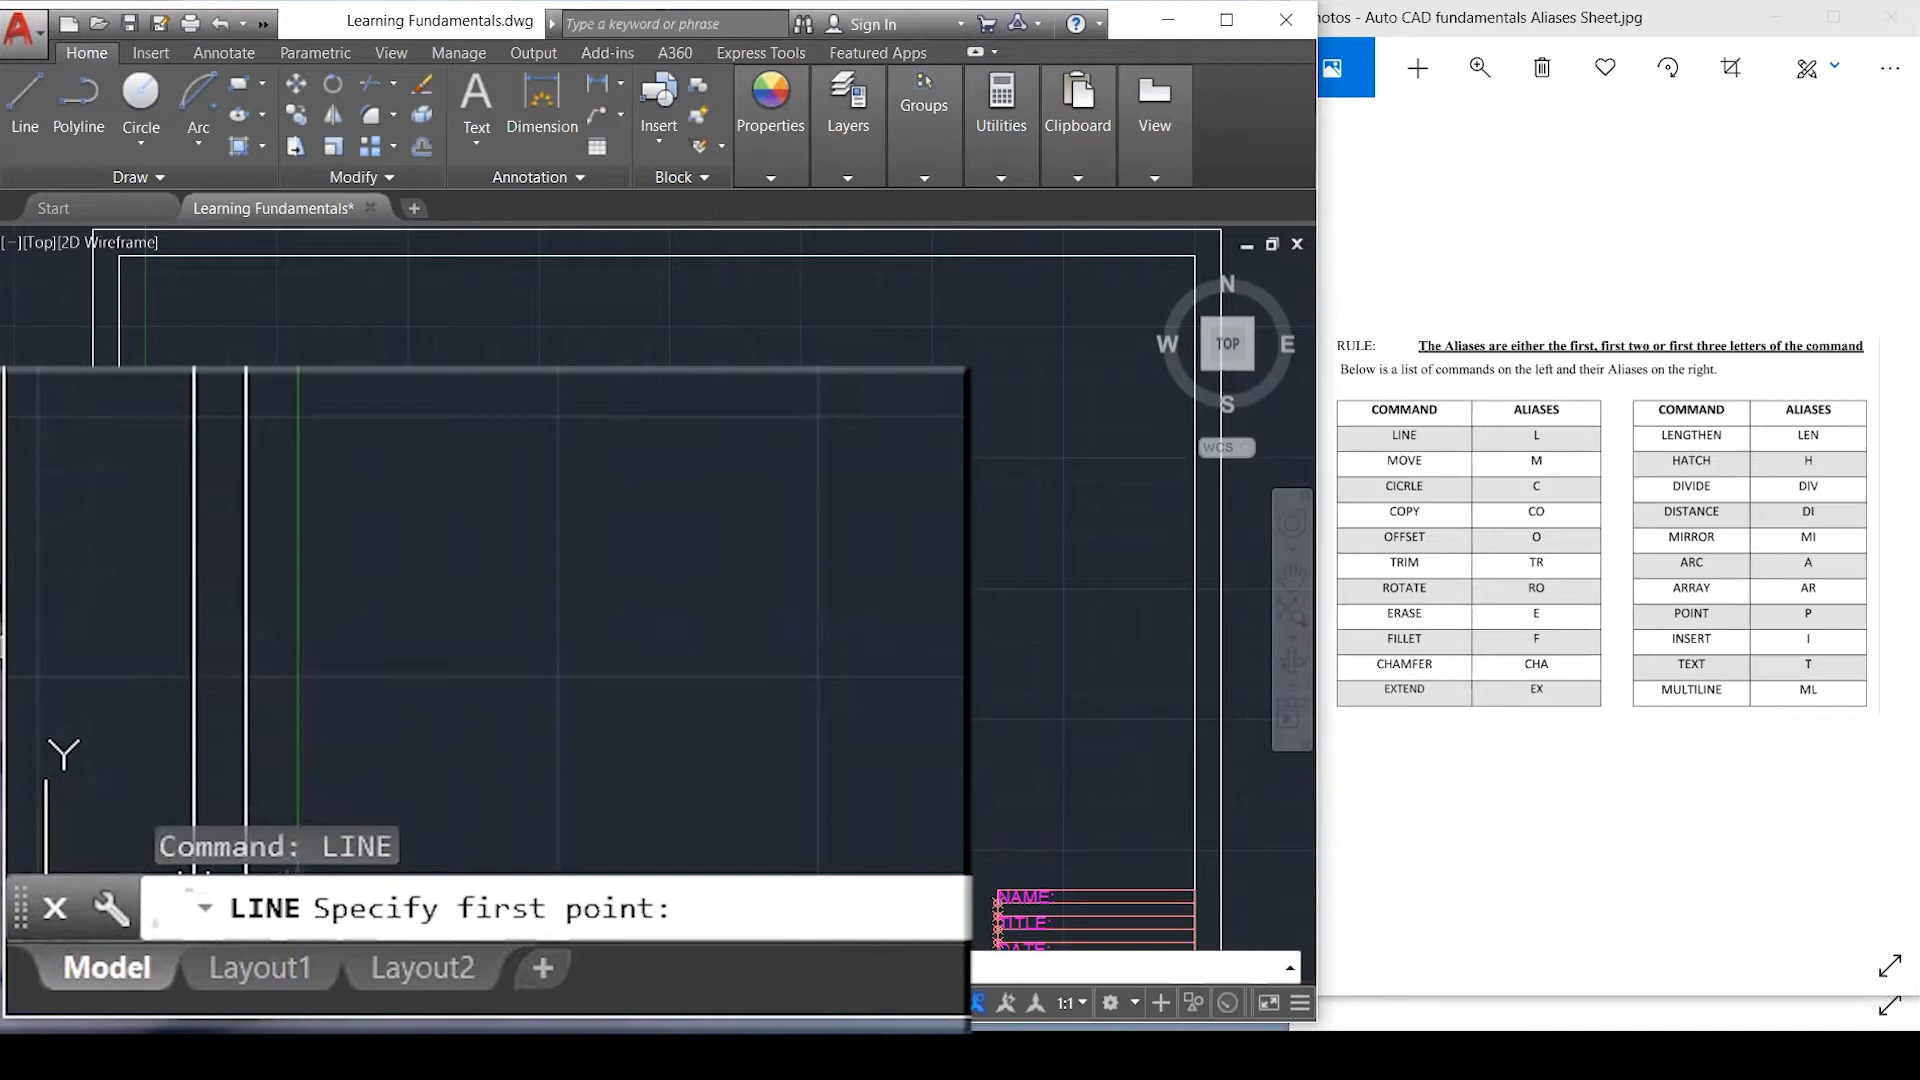 Learning Fundamentals.dwg
Type a keyword or phrase
Sign In
Photos - Auto CAD fundamentals Aliases Sheet.jpg
Home Insert Annotate Parametric View Manage Output Add-ins A360 Express Tools Featured Apps
Line Polyline Circle Arc
Text Dimension
Insert
Properties Layers Groups Utilities Clipboard View
Draw Modify Annotation Block
Start Learning Fundamentals*
[−][Top][2D Wireframe]
N
W TOP E
S
WCS
Y
Command: LINE
LINE Specify first point:
Model Layout1 Layout2
NAME:
TITLE:
DATE:
1:1
RULE: The Aliases are either the first, first two or first three letters of the command
Below is a list of commands on the left and their Aliases on the right.
COMMAND ALIASES
LINE L
MOVE M
CICRLE C
COPY CO
OFFSET O
TRIM TR
ROTATE RO
ERASE E
FILLET F
CHAMFER CHA
EXTEND EX
COMMAND ALIASES
LENGTHEN LEN
HATCH H
DIVIDE DIV
DISTANCE DI
MIRROR MI
ARC A
ARRAY AR
POINT P
INSERT I
TEXT T
MULTILINE ML